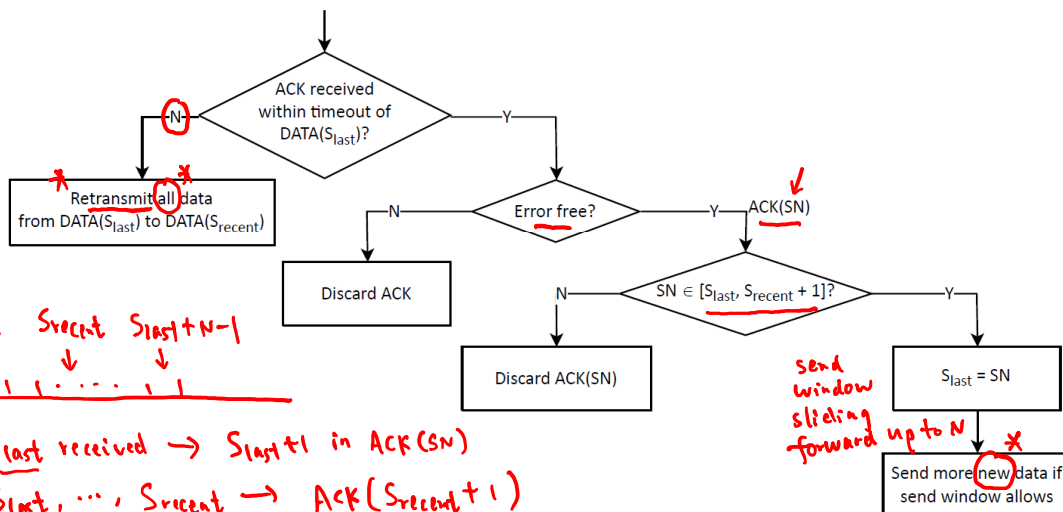 ACK received
within timeout of
DATA(Slast)?
N
Y
* *
Retransmit all data
from DATA(Slast) to DATA(Srecent)
N
Error free?
Y
ACK(SN)
Discard ACK
N
SN ∈ [Slast, Srecent + 1]?
Y
Discard ACK(SN)
Slast = SN
Srecent Slast+N-1
↓ ↓
send
window
sliding
forward up to N
*
Send more new data if
send window allows
last received → Slast+1 in ACK(SN)
Slast, ..., Srecent → ACK(Srecent+1)